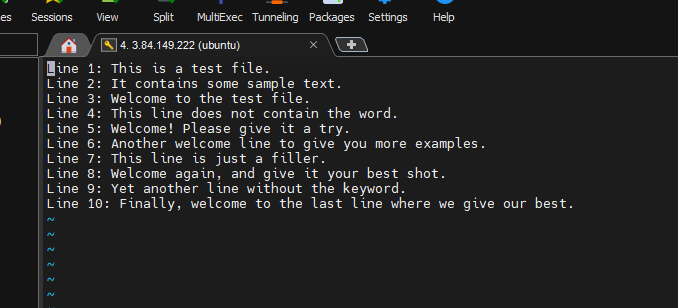 es Sessions View Split MultiExec Tunneling Packages Settings Help
4. 3.84.149.222 (ubuntu)
Line 1: This is a test file.
Line 2: It contains some sample text.
Line 3: Welcome to the test file.
Line 4: This line does not contain the word.
Line 5: Welcome! Please give it a try.
Line 6: Another welcome line to give you more examples.
Line 7: This line is just a filler.
Line 8: Welcome again, and give it your best shot.
Line 9: Yet another line without the keyword.
Line 10: Finally, welcome to the last line where we give our best.
~
~
~
~
~
~